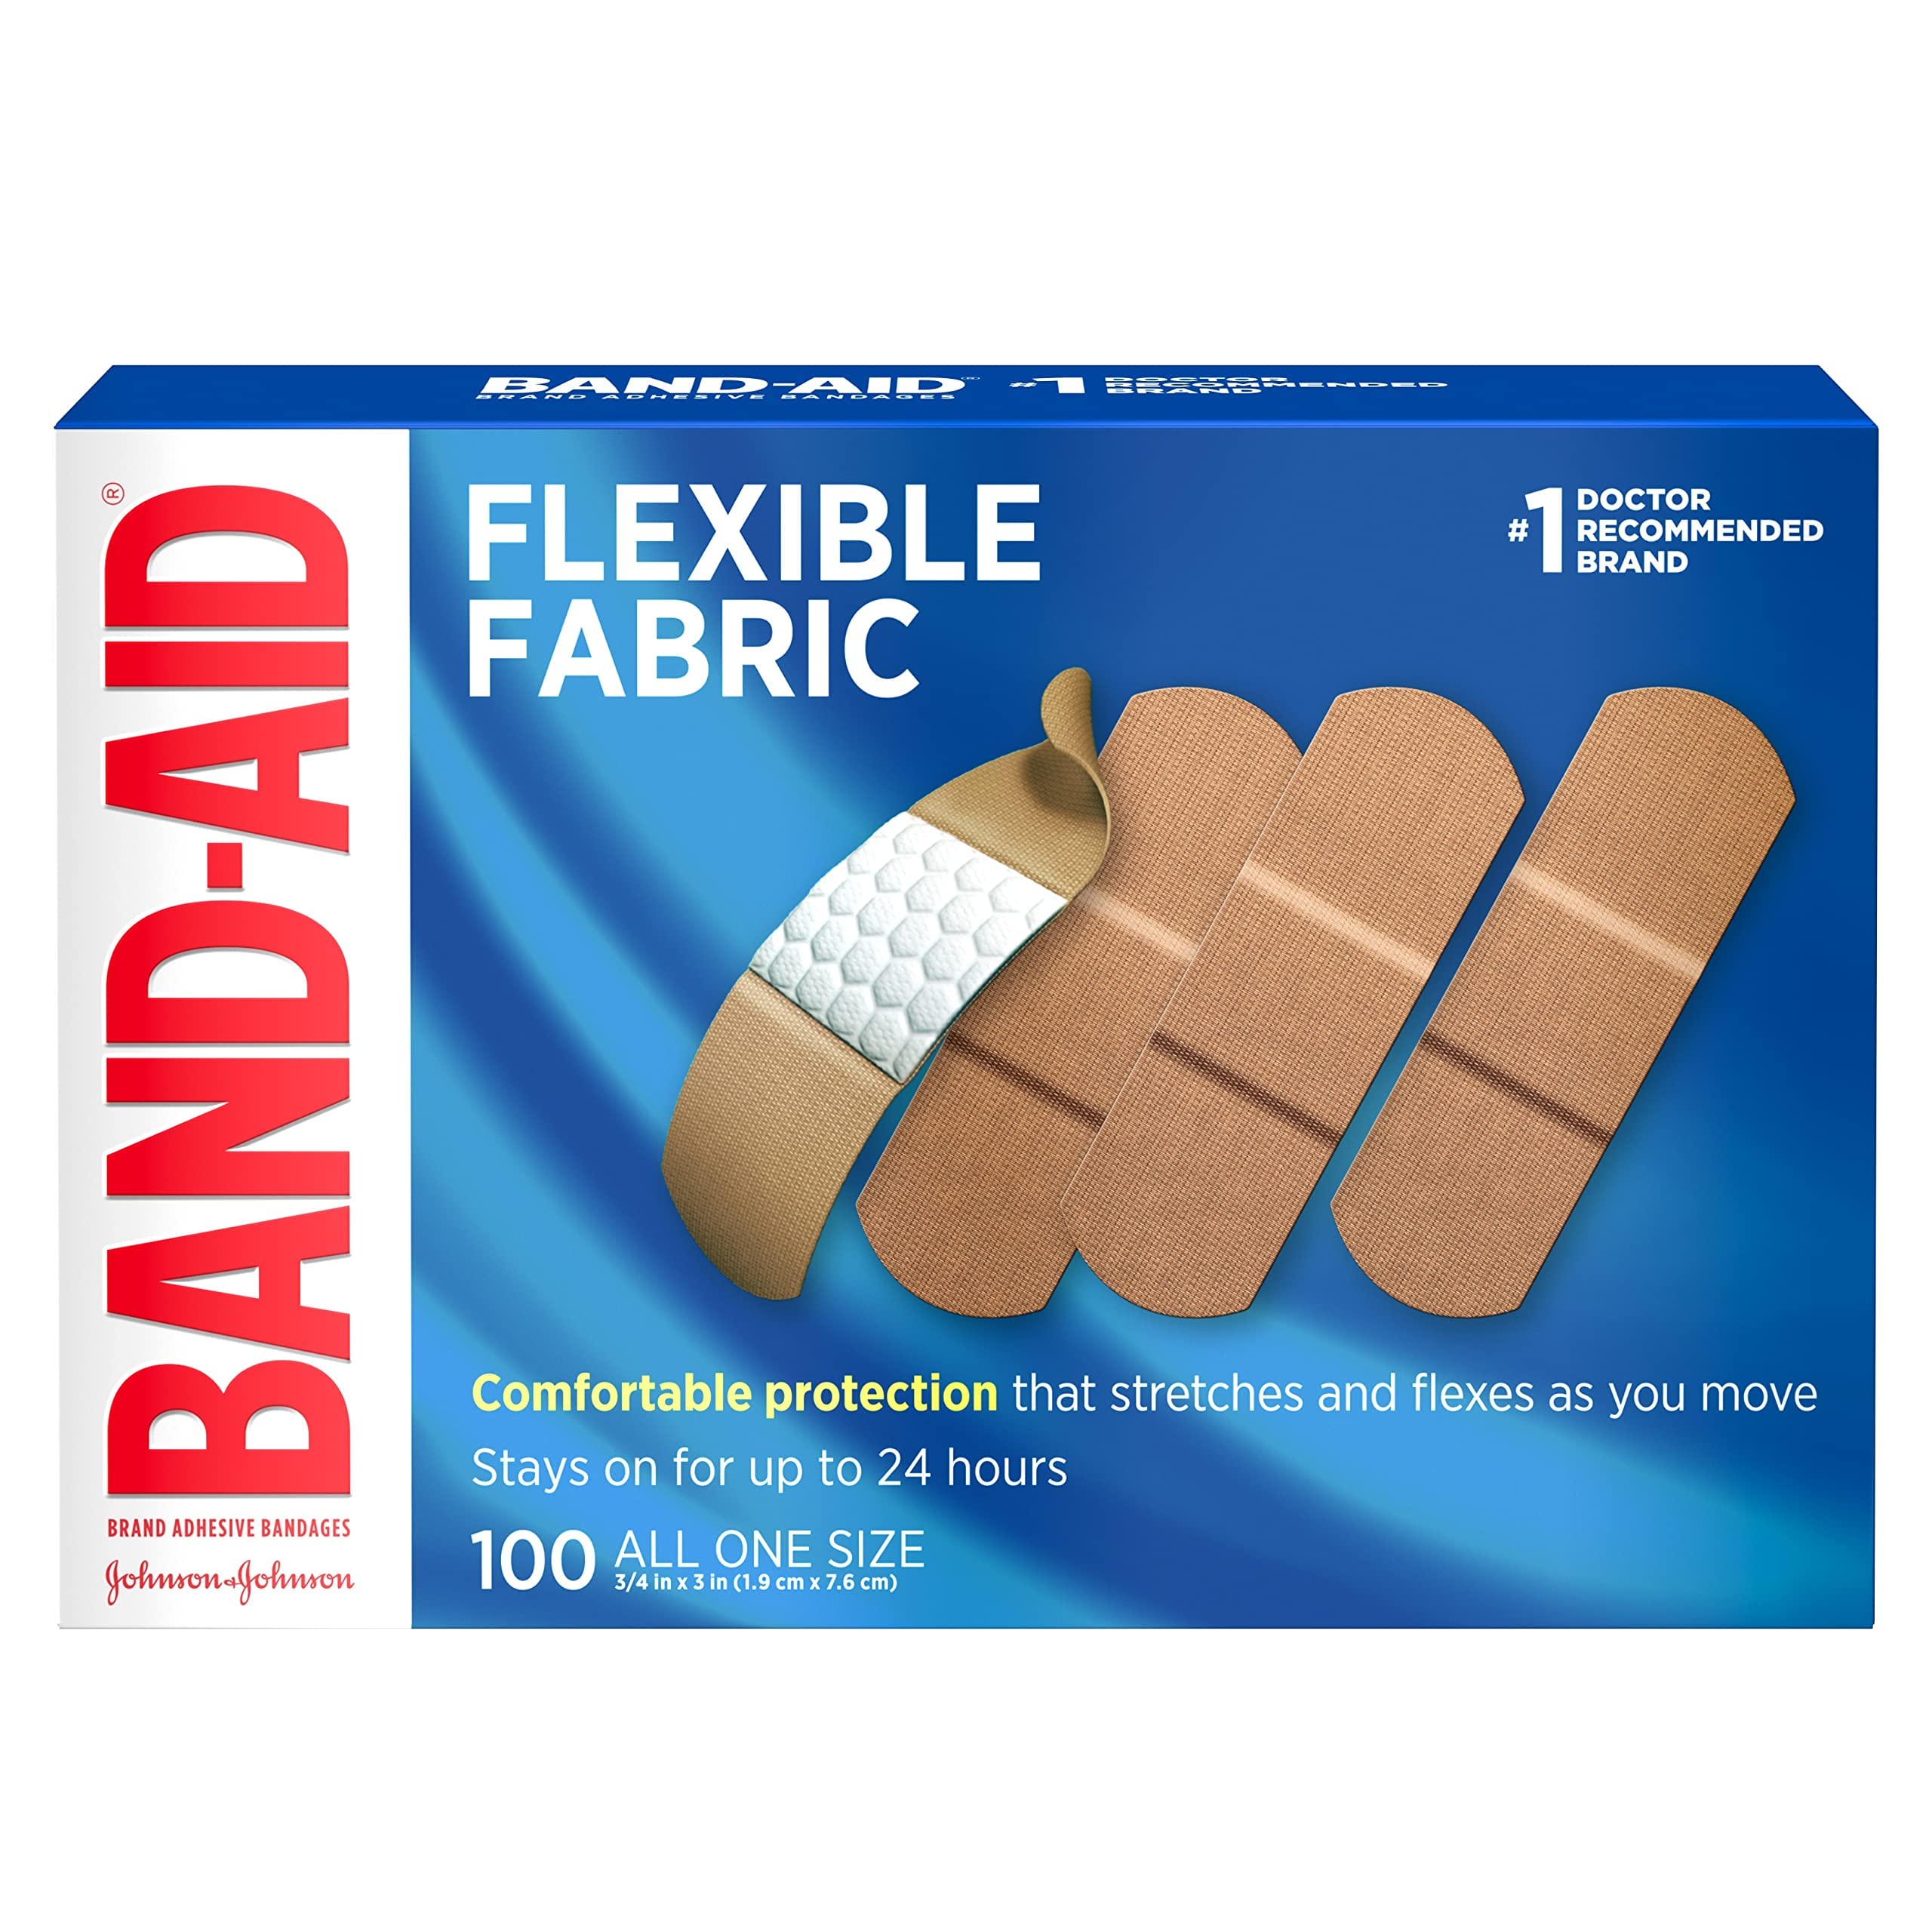 BAND-AID®
BRAND ADHESIVE BANDAGES
#1 DOCTOR
RECOMMENDED
BRAND
BAND-AID®
BRAND ADHESIVE BANDAGES
Johnson & Johnson
FLEXIBLE
FABRIC
#1 DOCTOR
RECOMMENDED
BRAND
Comfortable protection that stretches and flexes as you move
Stays on for up to 24 hours
100 ALL ONE SIZE
3/4 in x 3 in (1.9 cm x 7.6 cm)